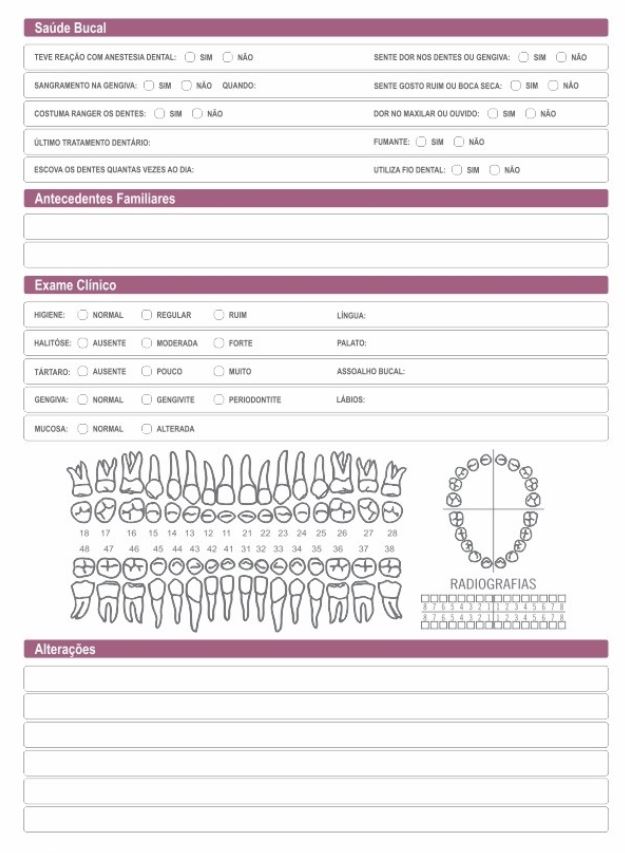 Saúde Bucal
TEVE REAÇÃO COM ANESTESIA DENTAL: SIM NÃO SENTE DOR NOS DENTES OU GENGIVA: SIM NÃO
SANGRAMENTO NA GENGIVA: SIM NÃO QUANDO: SENTE GOSTO RUIM OU BOCA SECA: SIM NÃO
COSTUMA RANGER OS DENTES: SIM NÃO DOR NO MAXILAR OU OUVIDO: SIM NÃO
ÚLTIMO TRATAMENTO DENTÁRIO: FUMANTE: SIM NÃO
ESCOVA OS DENTES QUANTAS VEZES AO DIA: UTILIZA FIO DENTAL: SIM NÃO
Antecedentes Familiares
Exame Clínico
HIGIENE: NORMAL REGULAR RUIM LÍNGUA:
HALITÓSE: AUSENTE MODERADA FORTE PALATO:
TÁRTARO: AUSENTE POUCO MUITO ASSOALHO BUCAL:
GENGIVA: NORMAL GENGIVITE PERIODONTITE LÁBIOS:
MUCOSA: NORMAL ALTERADA
18 17 16 15 14 13 12 11 21 22 23 24 25 26 27 28
48 47 46 45 44 43 42 41 31 32 33 34 35 36 37 38
RADIOGRAFIAS
8 7 6 5 4 3 2 1 1 2 3 4 5 6 7 8
8 7 6 5 4 3 2 1 1 2 3 4 5 6 7 8
Alterações